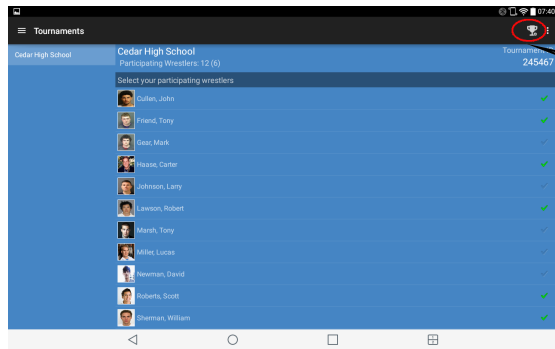 07:40
Tournaments
Cedar High School
Cedar High School
Participating Wrestlers: 12 (6)
Tournament
245467
Select your participating wrestlers
Cullen, John
Friend, Tony
Gear, Mark
Haase, Carter
Johnson, Larry
Lawson, Robert
Marsh, Tony
Miller, Lucas
Newman, David
Roberts, Scott
Sherman, William